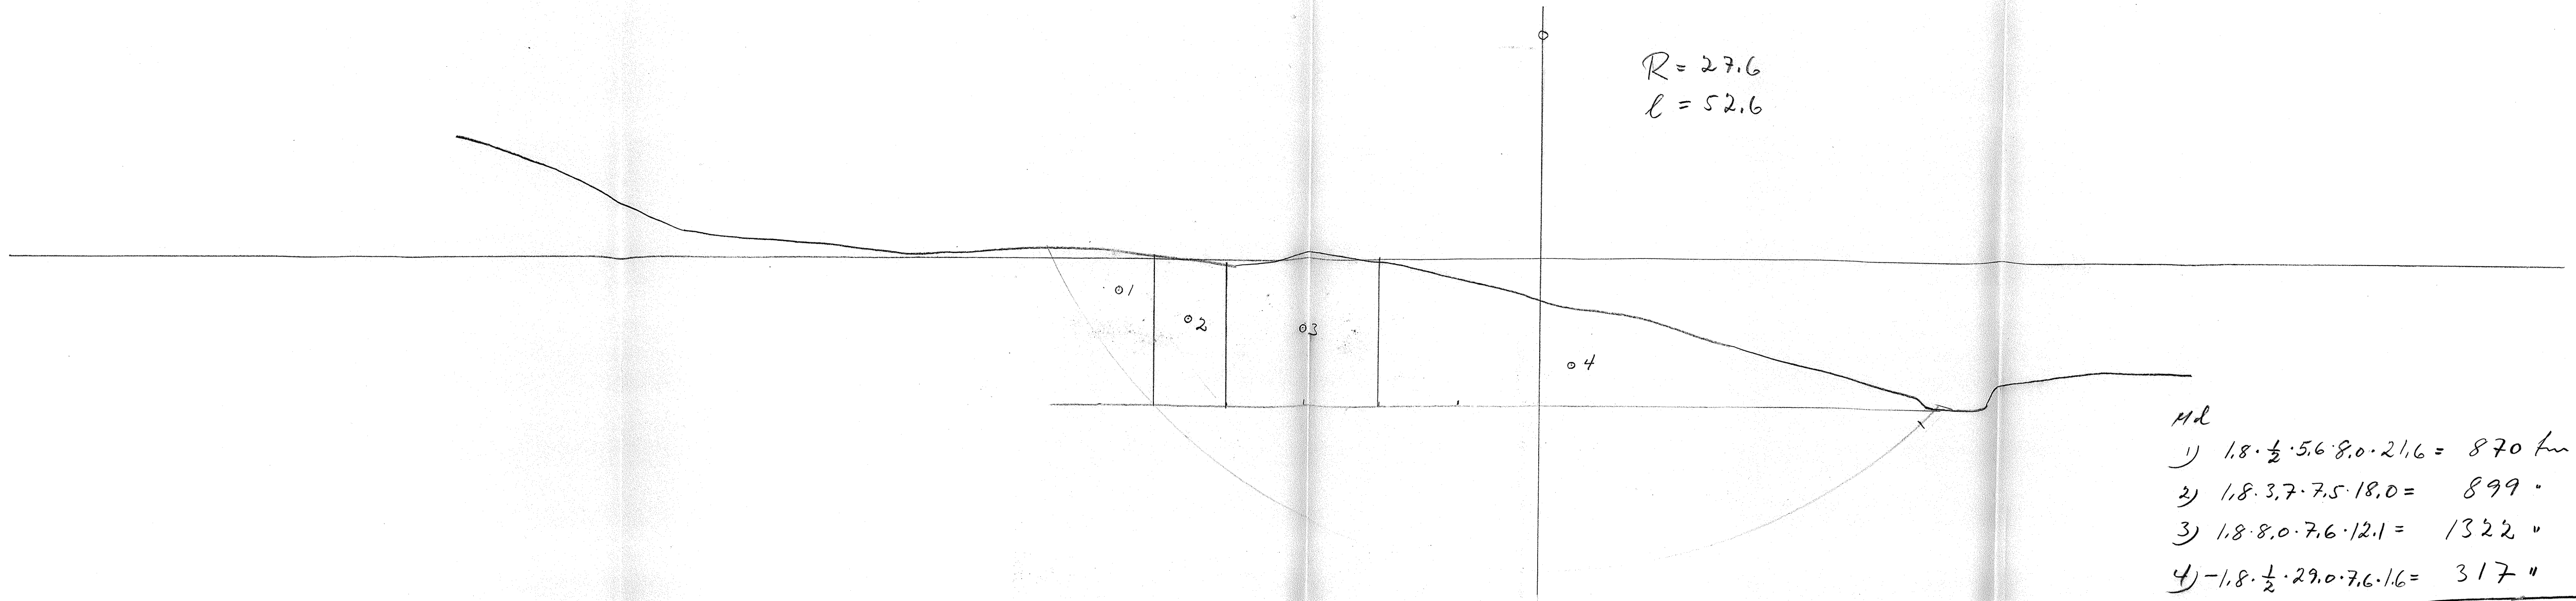 R = 27.6
l = 52.6
o1
o2
o3
o4
Md
1) 1.8 · ½ · 5.6 · 8.0 · 21.6 = 870 tm
2) 1.8 · 3.7 · 7.5 · 18.0 = 899 "
3) 1.8 · 8.0 · 7.6 · 12.1 = 1322 "
4) -1.8 · ½ · 29.0 · 7.6 · 1.6 = 317 "